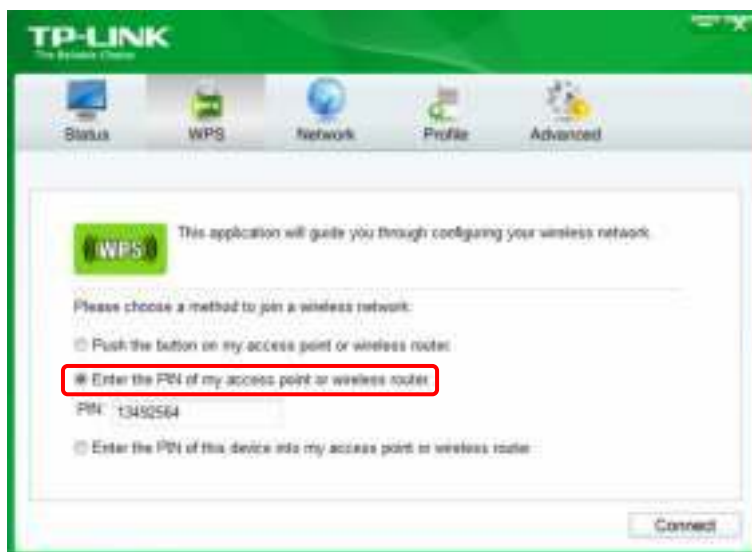 TP-LINK
The Reliable Choice
Status
WPS
Network
Profile
Advanced
WPS
This application will guide you through configuring your wireless network.
Please choose a method to join a wireless network:
Push the button on my access point or wireless router.
Enter the PIN of my access point or wireless router.
PIN: 13492564
Enter the PIN of this device into my access point or wireless router
Connect